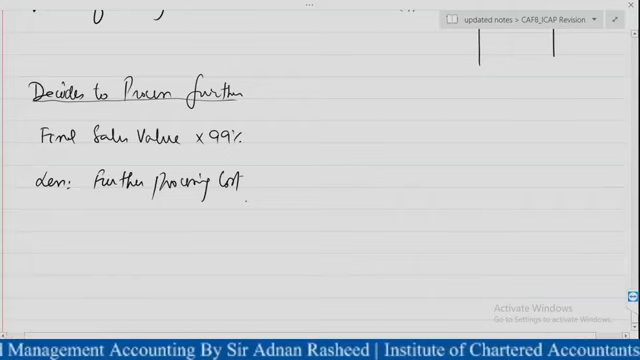 updated notes > CAF8_ICAP Revision
Decides to Process further
Final Sales Value x 99%
Less: Further processing Cost
Activate Windows
Go to Settings to activate Windows.
d Management Accounting By Sir Adnan Rasheed | Institute of Chartered Accountants